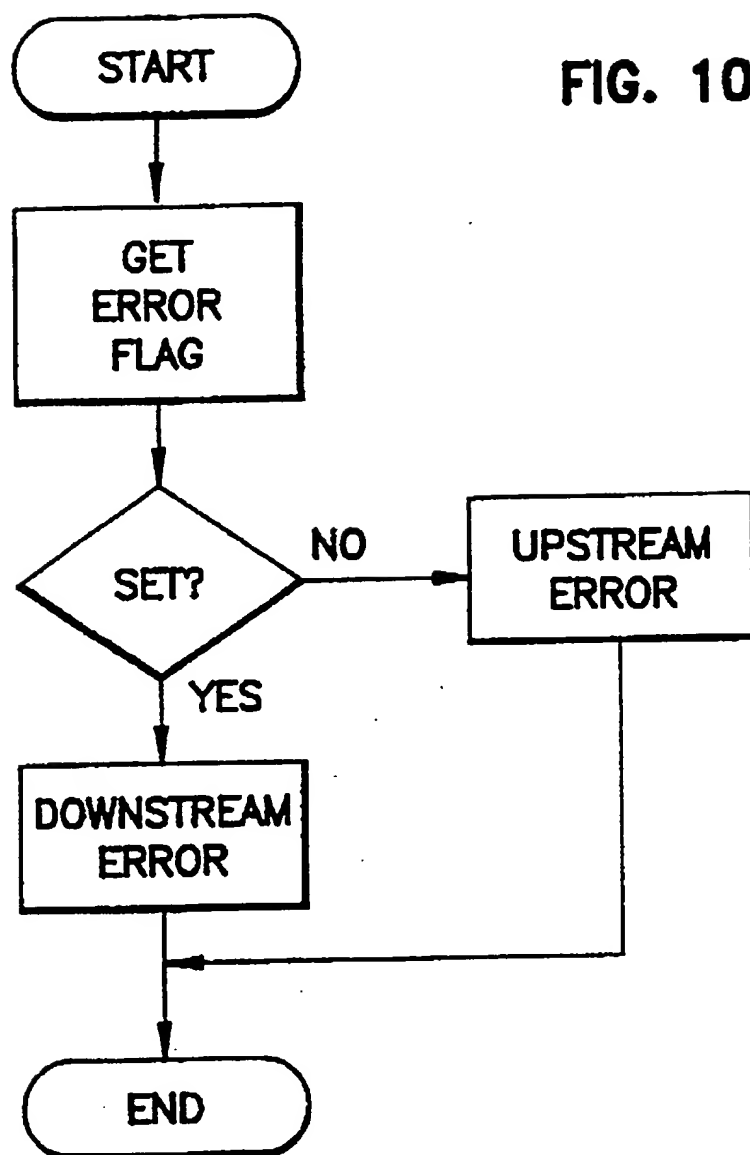 START
FIG. 10
GET
ERROR
FLAG
SET?
NO
UPSTREAM
ERROR
YES
DOWNSTREAM
ERROR
END